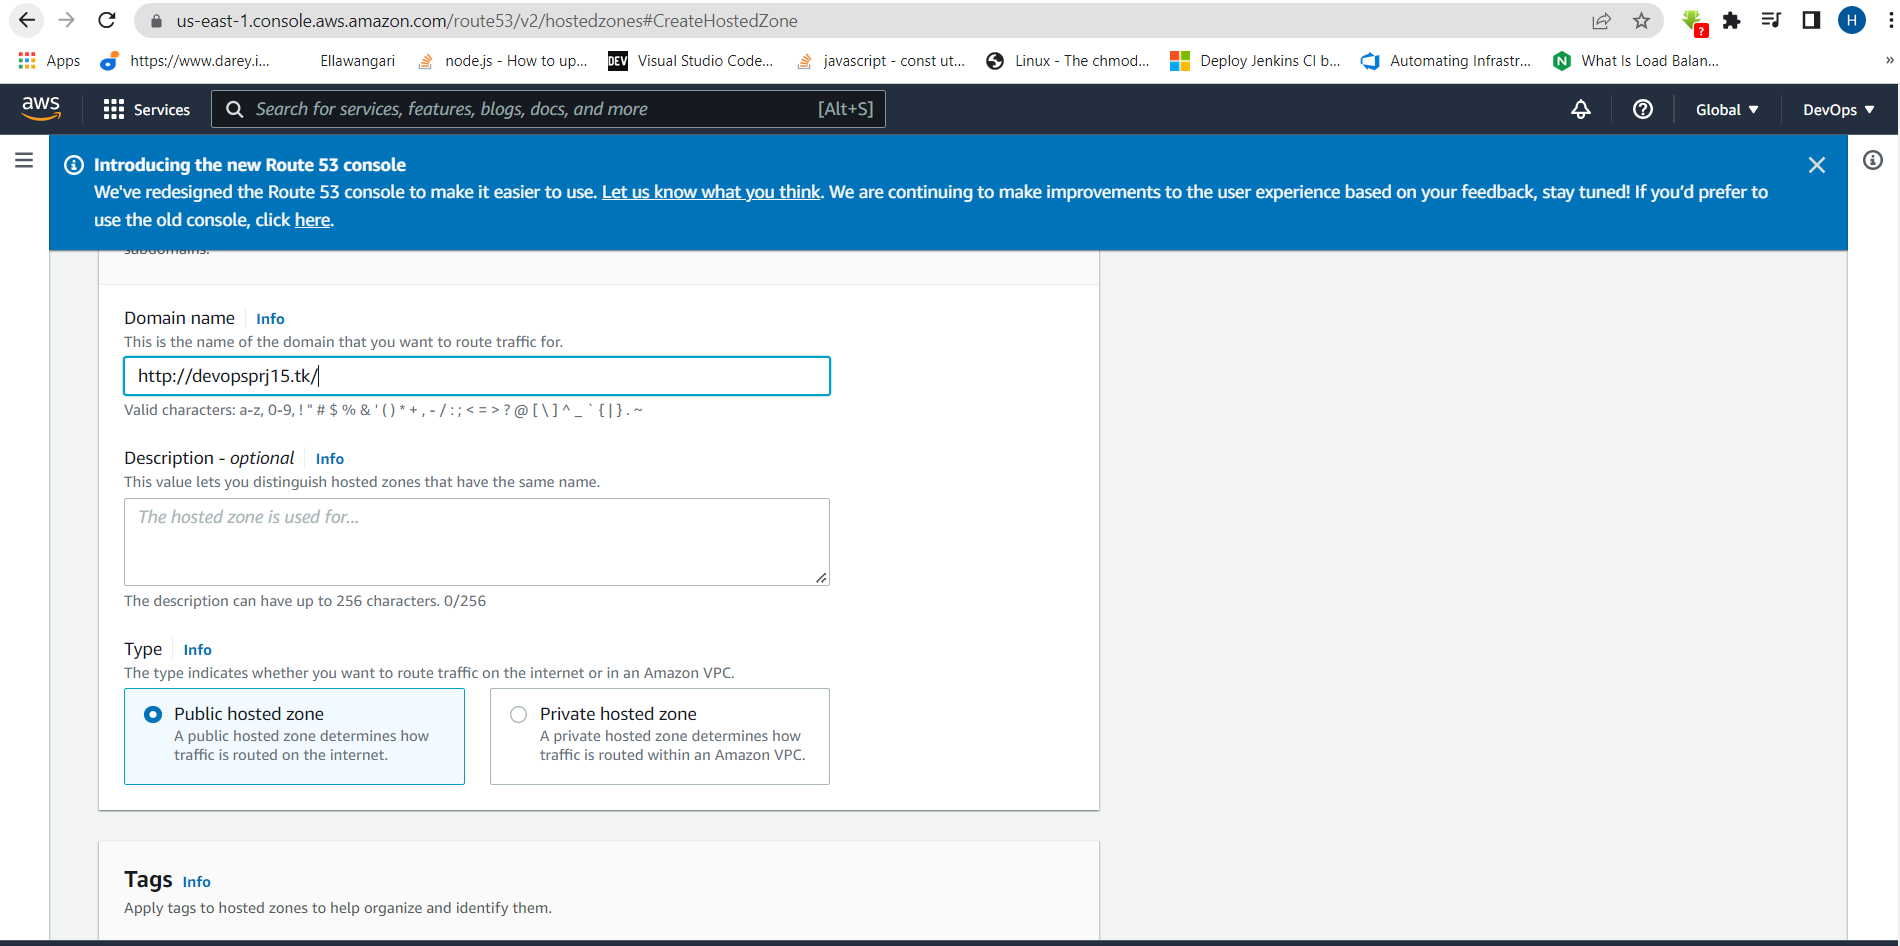 us-east-1.console.aws.amazon.com/route53/v2/hostedzones#CreateHostedZone
H
?
Apps https://www.darey.i... Ellawangari node.js - How to up... DEV Visual Studio Code... javascript - const ut... Linux - The chmod... Deploy Jenkins CI b... Automating Infrastr... N What Is Load Balan... »
aws Services Search for services, features, blogs, docs, and more [Alt+S] Global ▼ DevOps ▼
Introducing the new Route 53 console
We've redesigned the Route 53 console to make it easier to use. Let us know what you think. We are continuing to make improvements to the user experience based on your feedback, stay tuned! If you'd prefer to
use the old console, click here.
subdomains.
Domain name Info
This is the name of the domain that you want to route traffic for.
http://devopsprj15.tk/
Valid characters: a-z, 0-9, ! " # $ % & ' ( ) * + , - / : ; < = > ? @ [ \ ] ^ _ ` { | } . ~
Description - optional Info
This value lets you distinguish hosted zones that have the same name.
The hosted zone is used for...
The description can have up to 256 characters. 0/256
Type Info
The type indicates whether you want to route traffic on the internet or in an Amazon VPC.
Public hosted zone
A public hosted zone determines how
traffic is routed on the internet.
Private hosted zone
A private hosted zone determines how
traffic is routed within an Amazon VPC.
Tags Info
Apply tags to hosted zones to help organize and identify them.